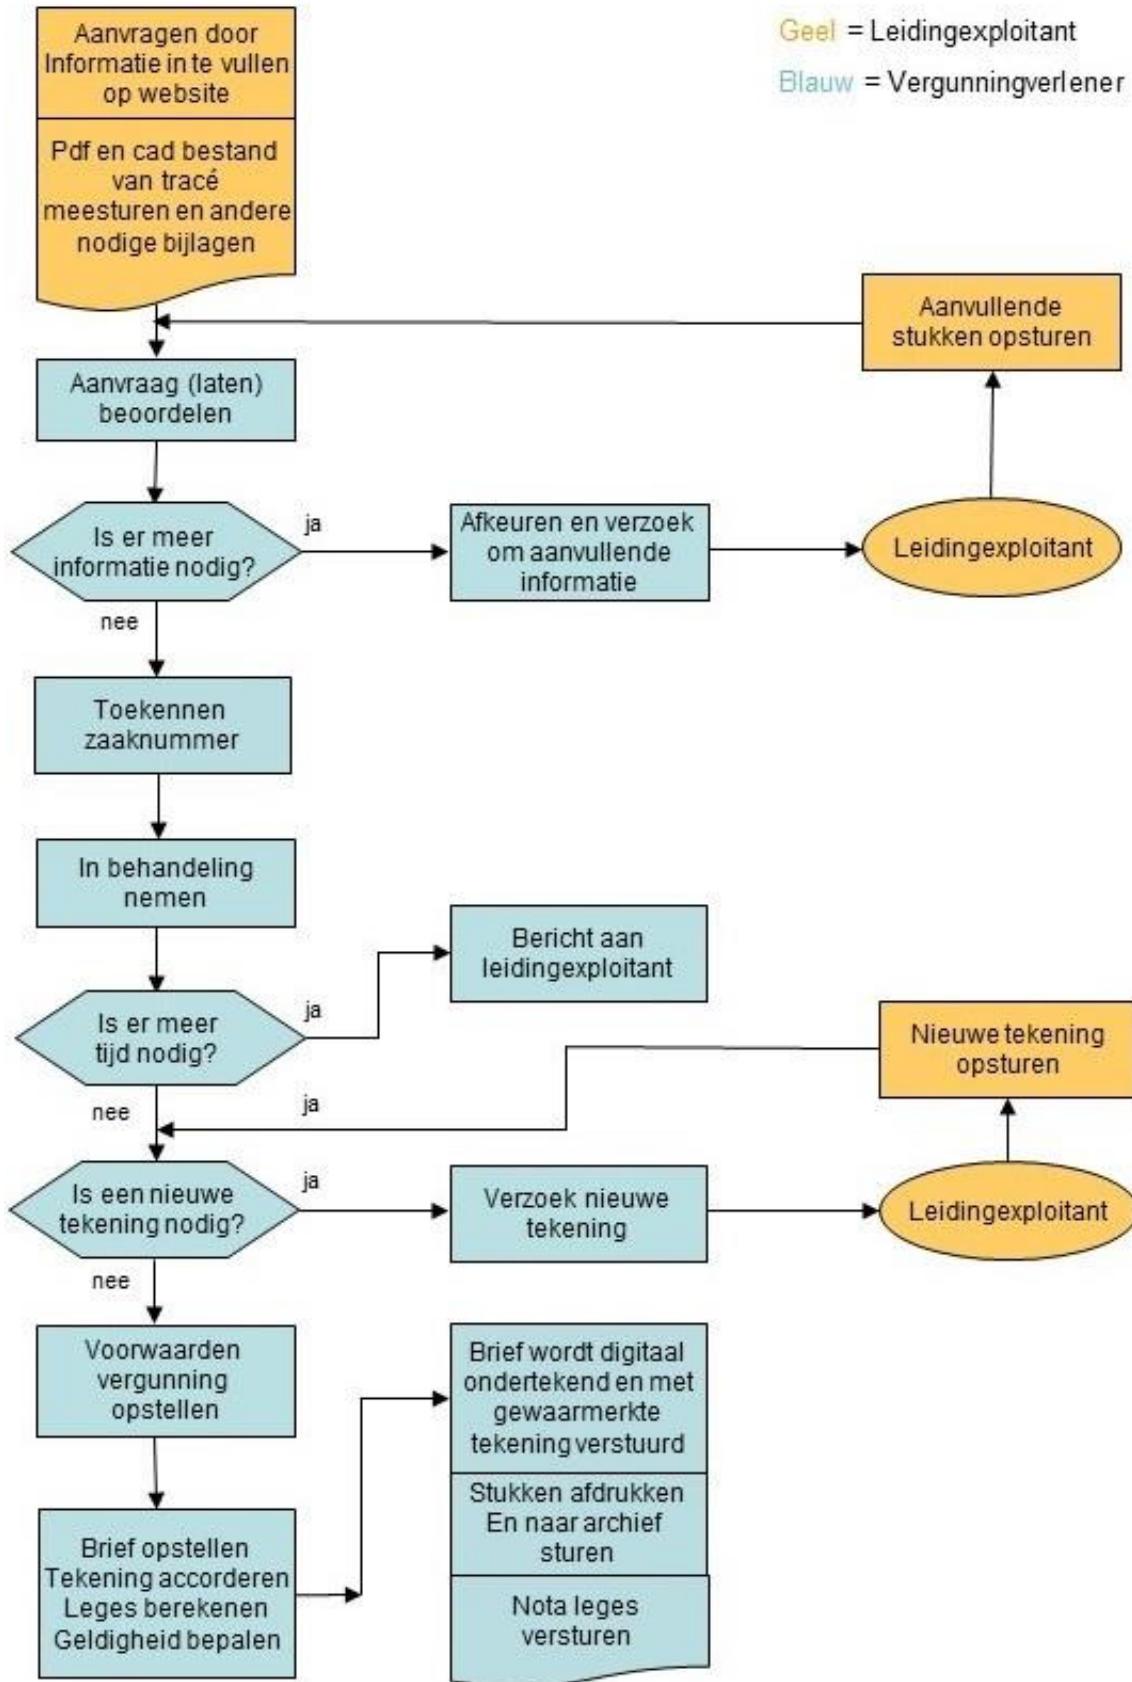 Aanvragen door
Informatie in te vullen
op website
Geel = Leidingexploitant
Blauw = Vergunningverlener
Pdf en cad bestand
van tracé
meesturen en andere
nodige bijlagen
Aanvullende
stukken opsturen
Aanvraag (laten)
beoordelen
Is er meer
informatie nodig?
ja
Afkeuren en verzoek
om aanvullende
informatie
Leidingexploitant
nee
Toekennen
zaaknummer
In behandeling
nemen
Bericht aan
leidingexploitant
Is er meer
tijd nodig?
ja
Nieuwe tekening
opsturen
nee
ja
Is een nieuwe
tekening nodig?
ja
Verzoek nieuwe
tekening
Leidingexploitant
nee
Voorwaarden
vergunning
opstellen
Brief wordt digitaal
ondertekend en met
gewaarmerkte
tekening verstuurd
Stukken afdrukken
En naar archief
sturen
Brief opstellen
Tekening accorderen
Leges berekenen
Geldigheid bepalen
Nota leges
versturen